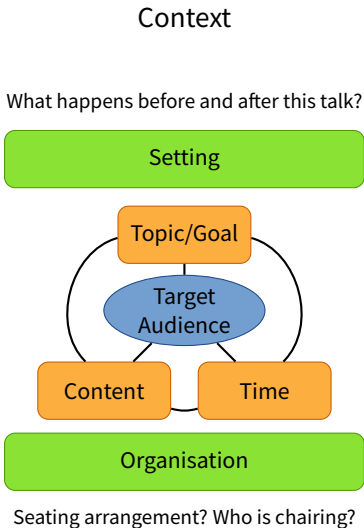 Context
What happens before and after this talk?
Setting
Topic/Goal
Target
Audience
Content
Time
Organisation
Seating arrangement? Who is chairing?